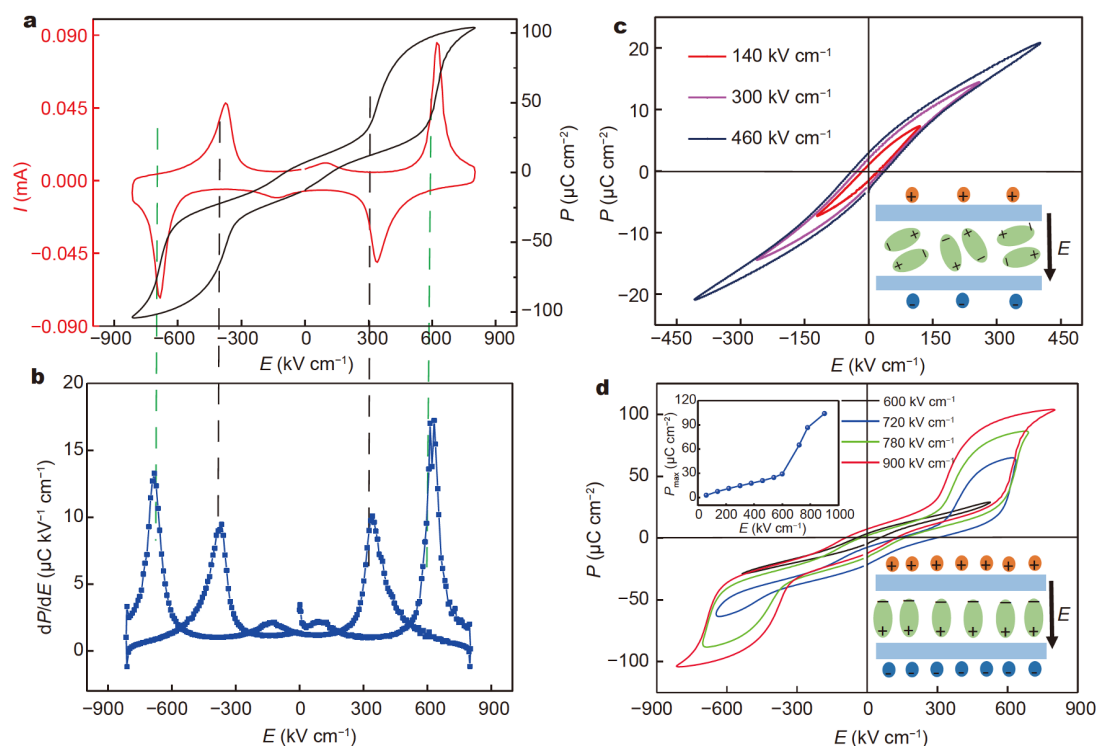 a
I (mA)
0.090
0.045
0.000
−0.045
−0.090
P (µC cm⁻²)
100
50
0
−50
−100
−900 −600 −300 0 300 600 900
E (kV cm⁻¹)
b
dP/dE (µC kV⁻¹ cm⁻¹)
20
15
10
5
0
−900 −600 −300 0 300 600 900
E (kV cm⁻¹)
c
140 kV cm⁻¹
300 kV cm⁻¹
460 kV cm⁻¹
P (µC cm⁻²)
20
10
0
−10
−20
+ + +
E
− − −
−450 −300 −150 0 150 300 450
E (kV cm⁻¹)
d
600 kV cm⁻¹
720 kV cm⁻¹
780 kV cm⁻¹
900 kV cm⁻¹
Pmax (µC cm⁻²)
120
90
60
30
0
0 200 400 600 800 1000
E (kV cm⁻¹)
P (µC cm⁻²)
100
50
0
−50
−100
+ + + + + + +
− − − − − −
E
+ + + + + +
− − − − − − −
−900 −600 −300 0 300 600 900
E (kV cm⁻¹)